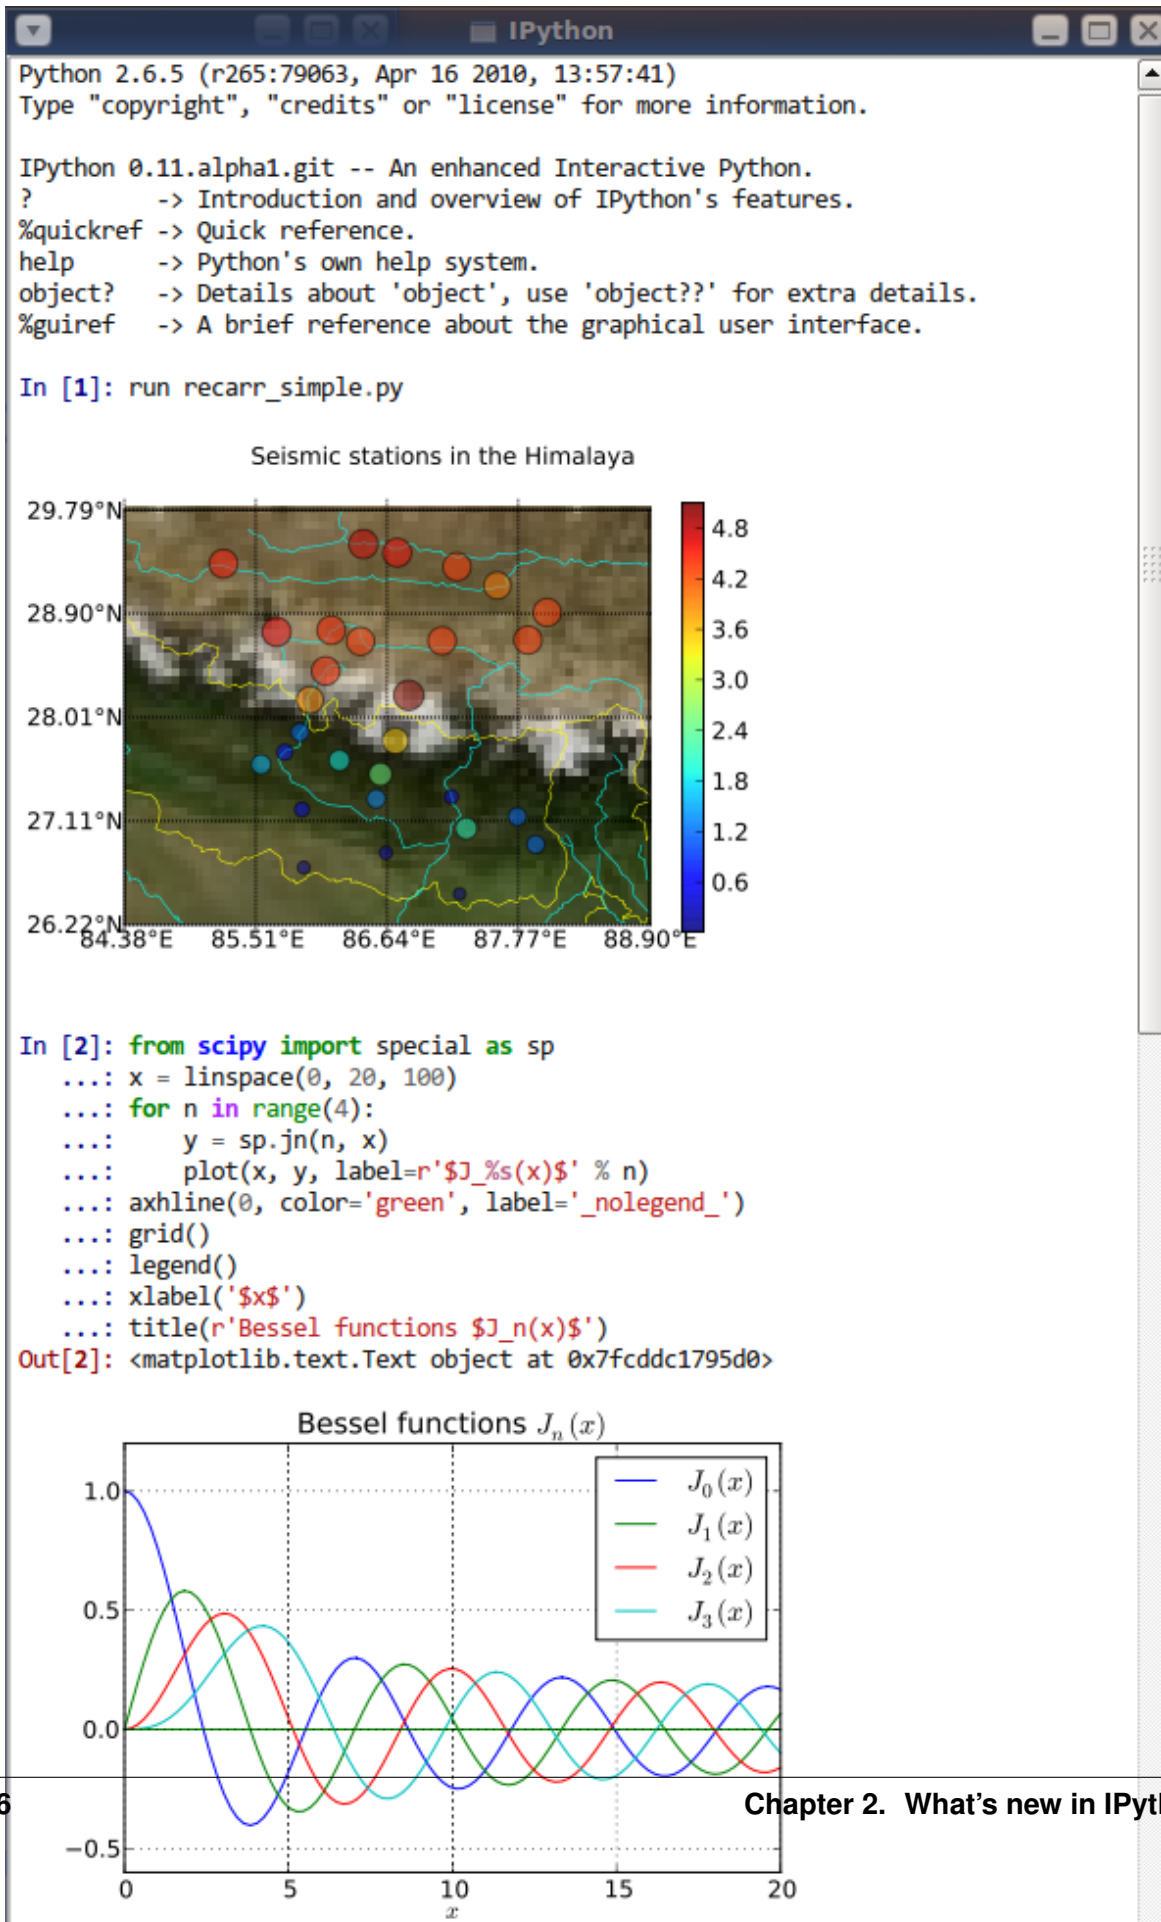 IPython
Python 2.6.5 (r265:79063, Apr 16 2010, 13:57:41)
Type "copyright", "credits" or "license" for more information.
IPython 0.11.alpha1.git -- An enhanced Interactive Python.
? -> Introduction and overview of IPython's features.
%quickref -> Quick reference.
help -> Python's own help system.
object? -> Details about 'object', use 'object??' for extra details.
%guiref -> A brief reference about the graphical user interface.
In [1]: run recarr_simple.py
Seismic stations in the Himalaya
29.79°N
28.90°N
28.01°N
27.11°N
26.22°N
84.38°E 85.51°E 86.64°E 87.77°E 88.90°E
4.8
4.2
3.6
3.0
2.4
1.8
1.2
0.6
In [2]: from scipy import special as sp
...: x = linspace(0, 20, 100)
...: for n in range(4):
...:     y = sp.jn(n, x)
...:     plot(x, y, label=r'$J_%s(x)$' % n)
...: axhline(0, color='green', label='_nolegend_')
...: grid()
...: legend()
...: xlabel('$x$')
...: title(r'Bessel functions $J_n(x)$')
Out[2]: <matplotlib.text.Text object at 0x7fcddc1795d0>
Bessel functions J_n(x)
J_0(x)
J_1(x)
J_2(x)
J_3(x)
1.0
0.5
0.0
−0.5
0 5 10 15 20
x
6 Chapter 2. What's new in IPyth